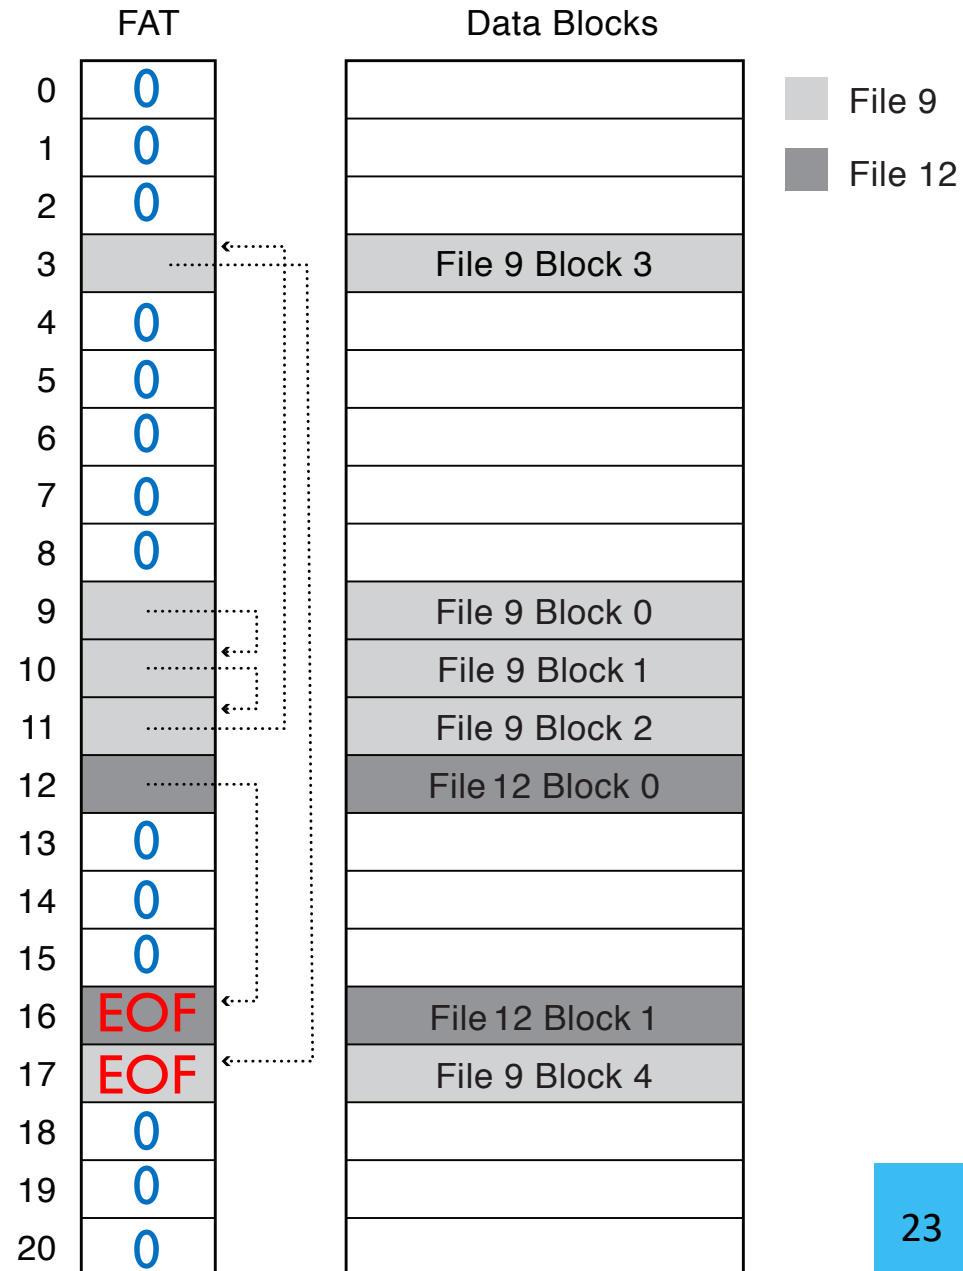 FAT Data Blocks
0 0
File 9
1 0
File 12
2 0
3 File 9 Block 3
4 0
5 0
6 0
7 0
8 0
9 File 9 Block 0
10 File 9 Block 1
11 File 9 Block 2
12 File 12 Block 0
13 0
14 0
15 0
16 EOF File 12 Block 1
17 EOF File 9 Block 4
18 0
19 0
20 0
23